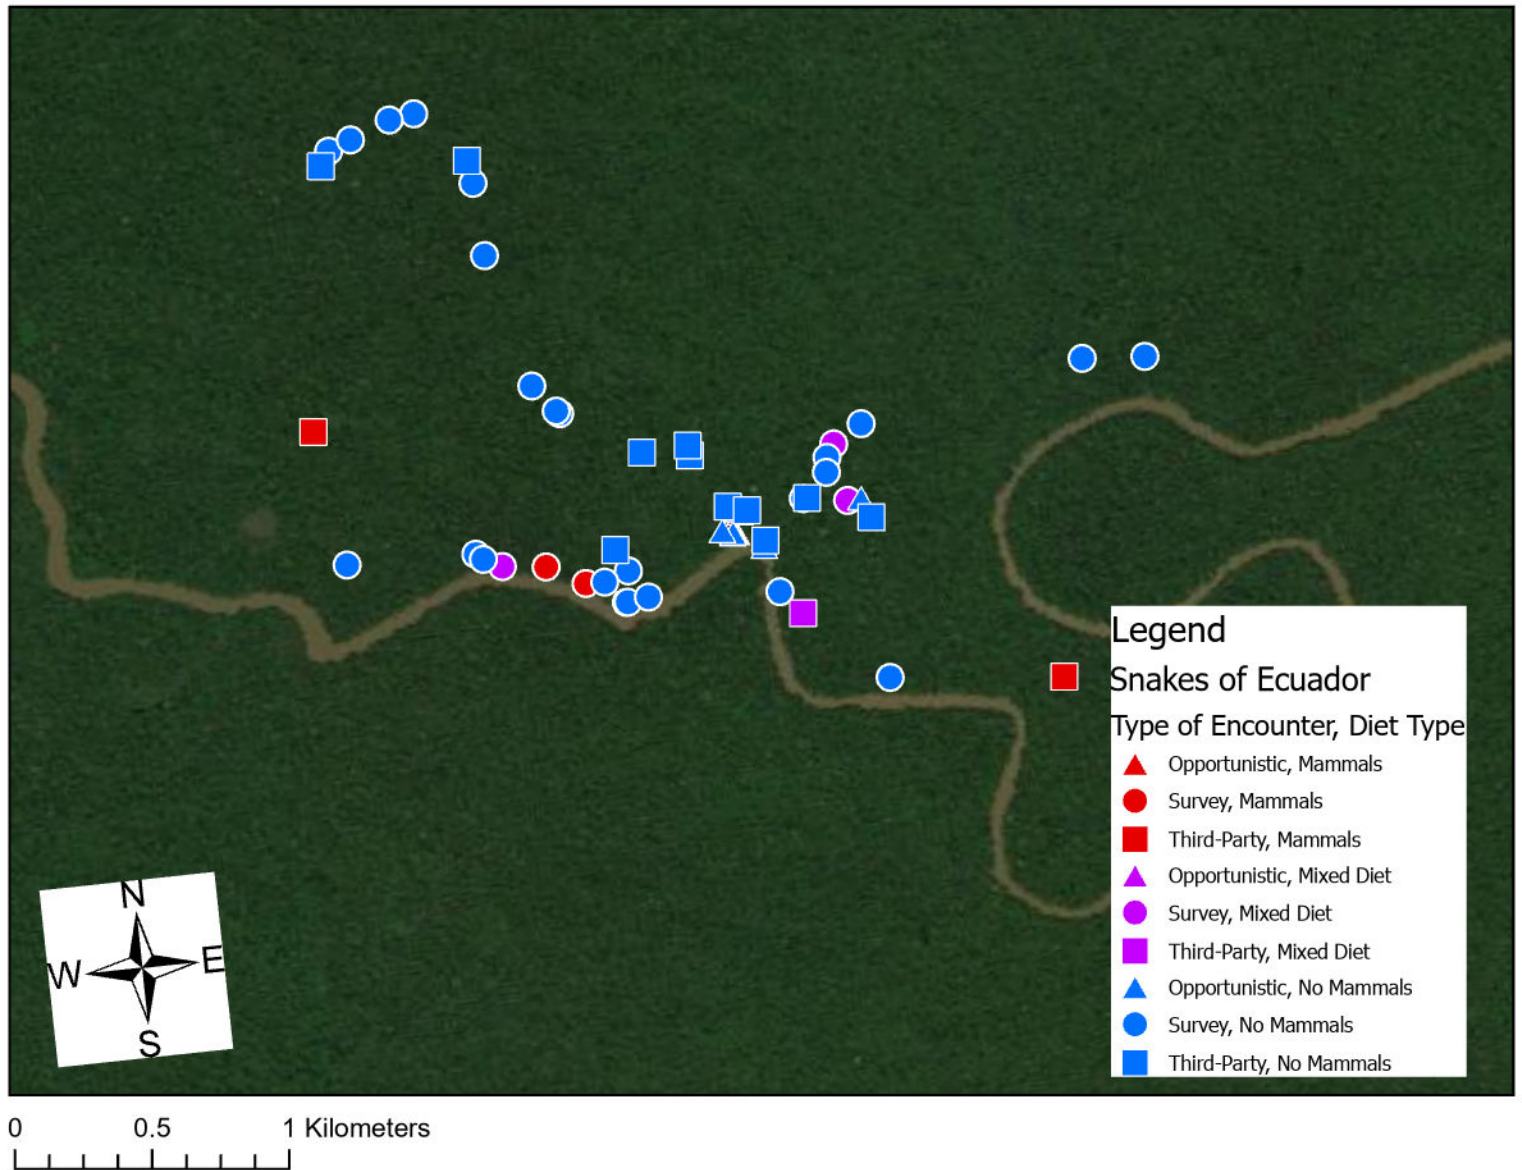 Legend
Snakes of Ecuador
Type of Encounter, Diet Type
Opportunistic, Mammals
Survey, Mammals
Third-Party, Mammals
Opportunistic, Mixed Diet
Survey, Mixed Diet
Third-Party, Mixed Diet
Opportunistic, No Mammals
Survey, No Mammals
Third-Party, No Mammals
N
W E
S
0 0.5 1 Kilometers